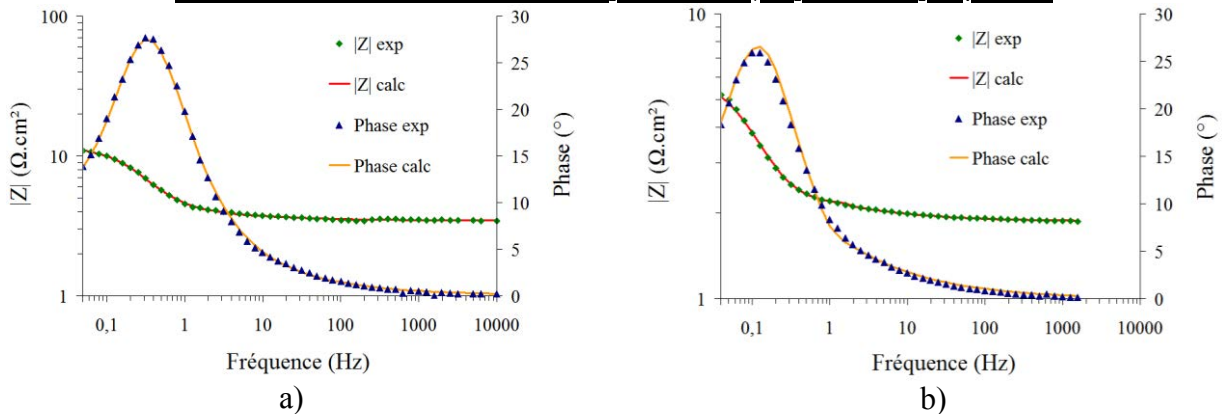 100
10
1
|Z| (Ω.cm²)
30
25
20
15
10
5
0
Phase (°)
|Z| exp
|Z| calc
Phase exp
Phase calc
0,1 1 10 100 1000 10000
Fréquence (Hz)
a)
10
1
|Z| (Ω.cm²)
30
25
20
15
10
5
0
Phase (°)
|Z| exp
|Z| calc
Phase exp
Phase calc
0,1 1 10 100 1000 10000
Fréquence (Hz)
b)